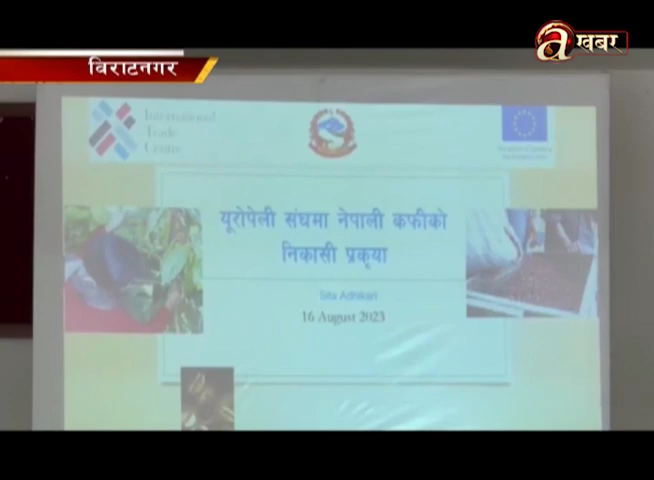 a खबर
बिराटनगर
International
Trade
Centre
यूरोपेली संघमा नेपाली कफीको
निकासी प्रकृया
Sita Adhikari
16 August 2023